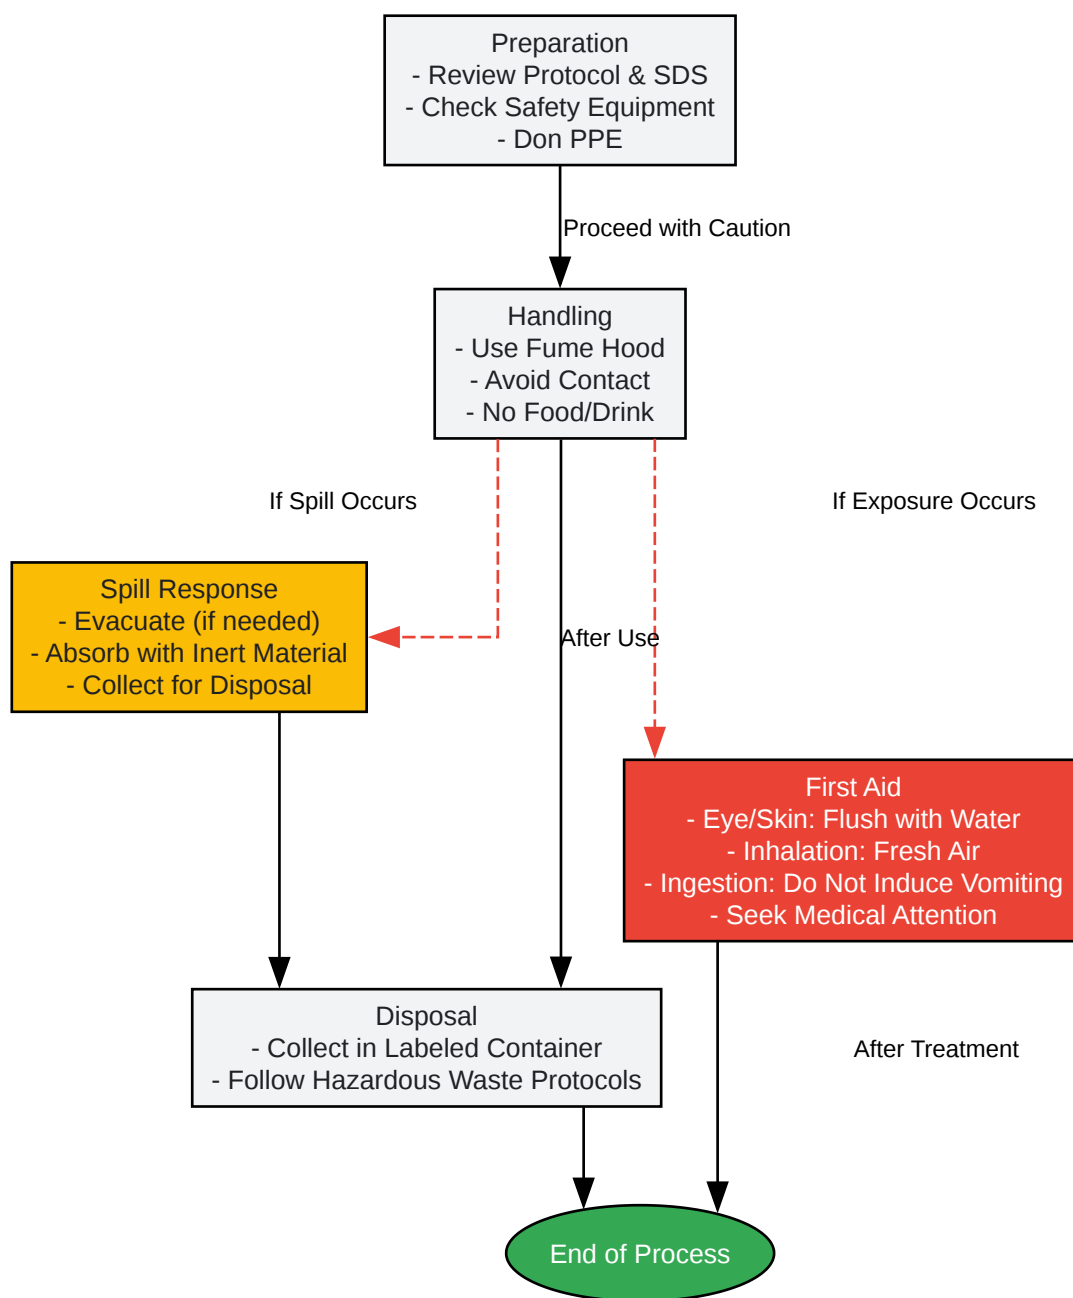 Preparation
- Review Protocol & SDS
- Check Safety Equipment
- Don PPE
Proceed with Caution
Handling
- Use Fume Hood
- Avoid Contact
- No Food/Drink
If Spill Occurs
If Exposure Occurs
Spill Response
- Evacuate (if needed)
- Absorb with Inert Material
- Collect for Disposal
After Use
First Aid
- Eye/Skin: Flush with Water
- Inhalation: Fresh Air
- Ingestion: Do Not Induce Vomiting
- Seek Medical Attention
Disposal
- Collect in Labeled Container
- Follow Hazardous Waste Protocols
After Treatment
End of Process